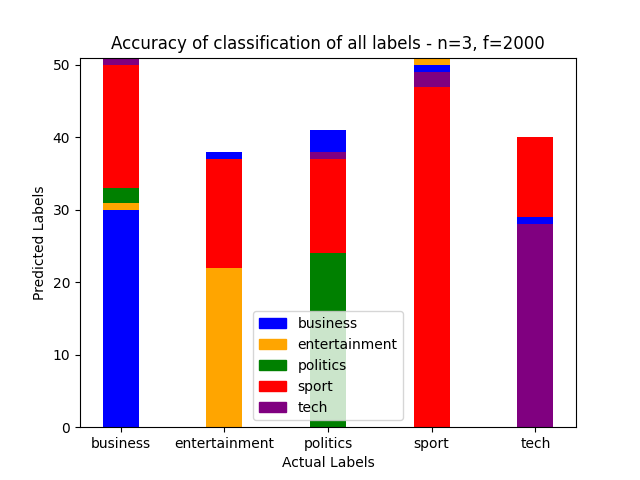 Accuracy of classification of all labels - n=3, f=2000
50
40
30
20
10
0
Predicted Labels
business
entertainment
politics
sport
tech
business
entertainment
politics
sport
tech
Actual Labels